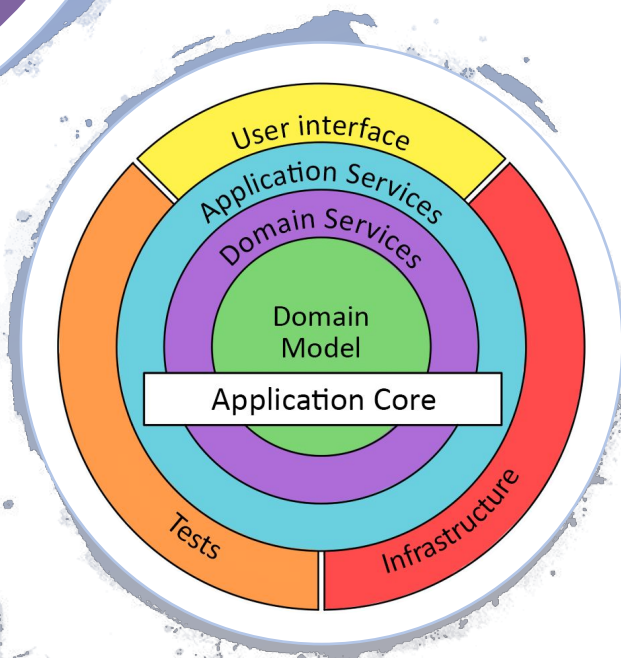 User interface
Application Services
Domain Services
Domain
Model
Application Core
Tests
Infrastructure